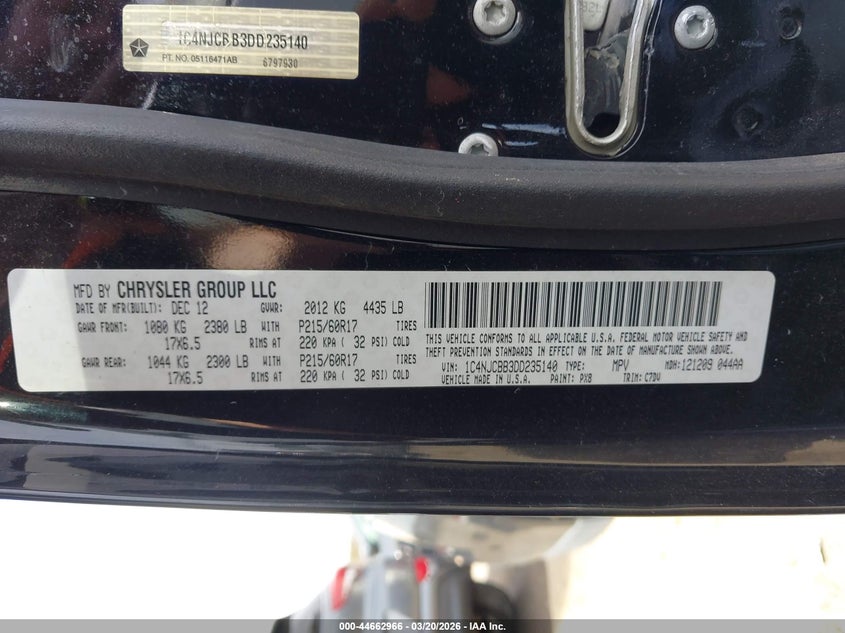 1C4NJCBB3DD235140
PT. NO. 05116471AB 6797930
MFD BY CHRYSLER GROUP LLC
DATE OF MFR(BUILT): DEC 12 GVWR: 2012 KG 4435 LB
GAWR FRONT: 1080 KG 2380 LB WITH P215/60R17 TIRES
17X6.5 RIMS AT 220 KPA ( 32 PSI) COLD
GAWR REAR: 1044 KG 2300 LB WITH P215/60R17 TIRES
17X6.5 RIMS AT 220 KPA ( 32 PSI) COLD
THIS VEHICLE CONFORMS TO ALL APPLICABLE U.S.A. FEDERAL MOTOR VEHICLE SAFETY AND
THEFT PREVENTION STANDARDS IN EFFECT ON THE DATE OF MANUFACTURE SHOWN ABOVE.
VIN: 1C4NJCBB3DD235140 TYPE: MPV MDH: 121209 044AA
VEHICLE MADE IN U.S.A. PAINT: PX8 TRIM: C7DV
000-44662966 - 03/20/2026 - IAA Inc.